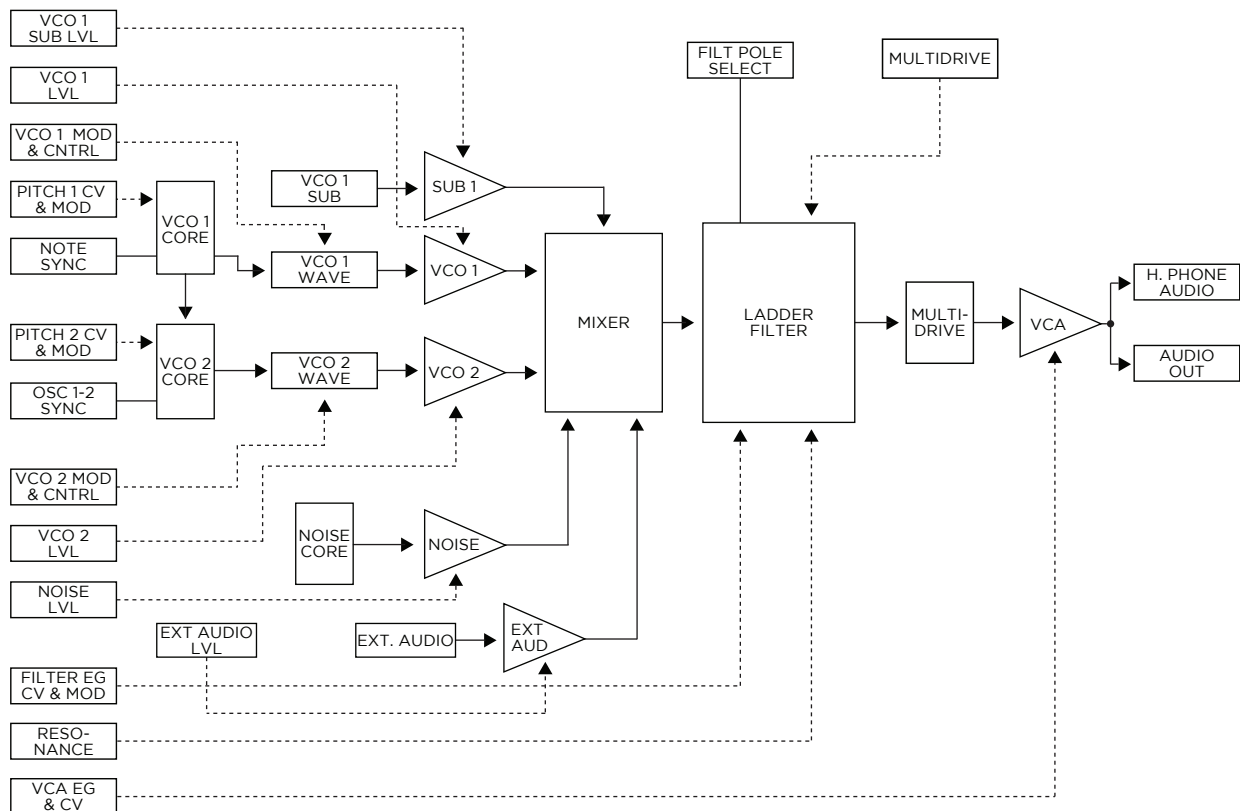 VCO 1
SUB LVL
VCO 1
LVL
VCO 1 MOD
& CNTRL
PITCH 1 CV
& MOD
NOTE
SYNC
PITCH 2 CV
& MOD
OSC 1-2
SYNC
VCO 2 MOD
& CNTRL
VCO 2
LVL
NOISE
LVL
EXT AUDIO
LVL
FILTER EG
CV & MOD
RESO-
NANCE
VCA EG
& CV
VCO 1
CORE
VCO 2
CORE
VCO 1
SUB
VCO 1
WAVE
VCO 2
WAVE
NOISE
CORE
EXT. AUDIO
SUB 1
VCO 1
VCO 2
NOISE
EXT
AUD
MIXER
FILT POLE
SELECT
MULTIDRIVE
LADDER
FILTER
MULTI-
DRIVE
VCA
H. PHONE
AUDIO
AUDIO
OUT